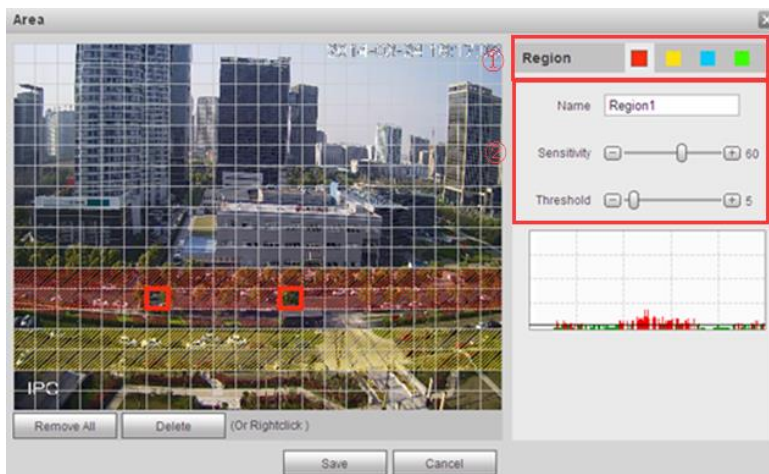 Area
①
Region
Name Region1
②
Sensitivity 60
Threshold 5
IPC
Remove All Delete (Or Rightclick )
Save Cancel